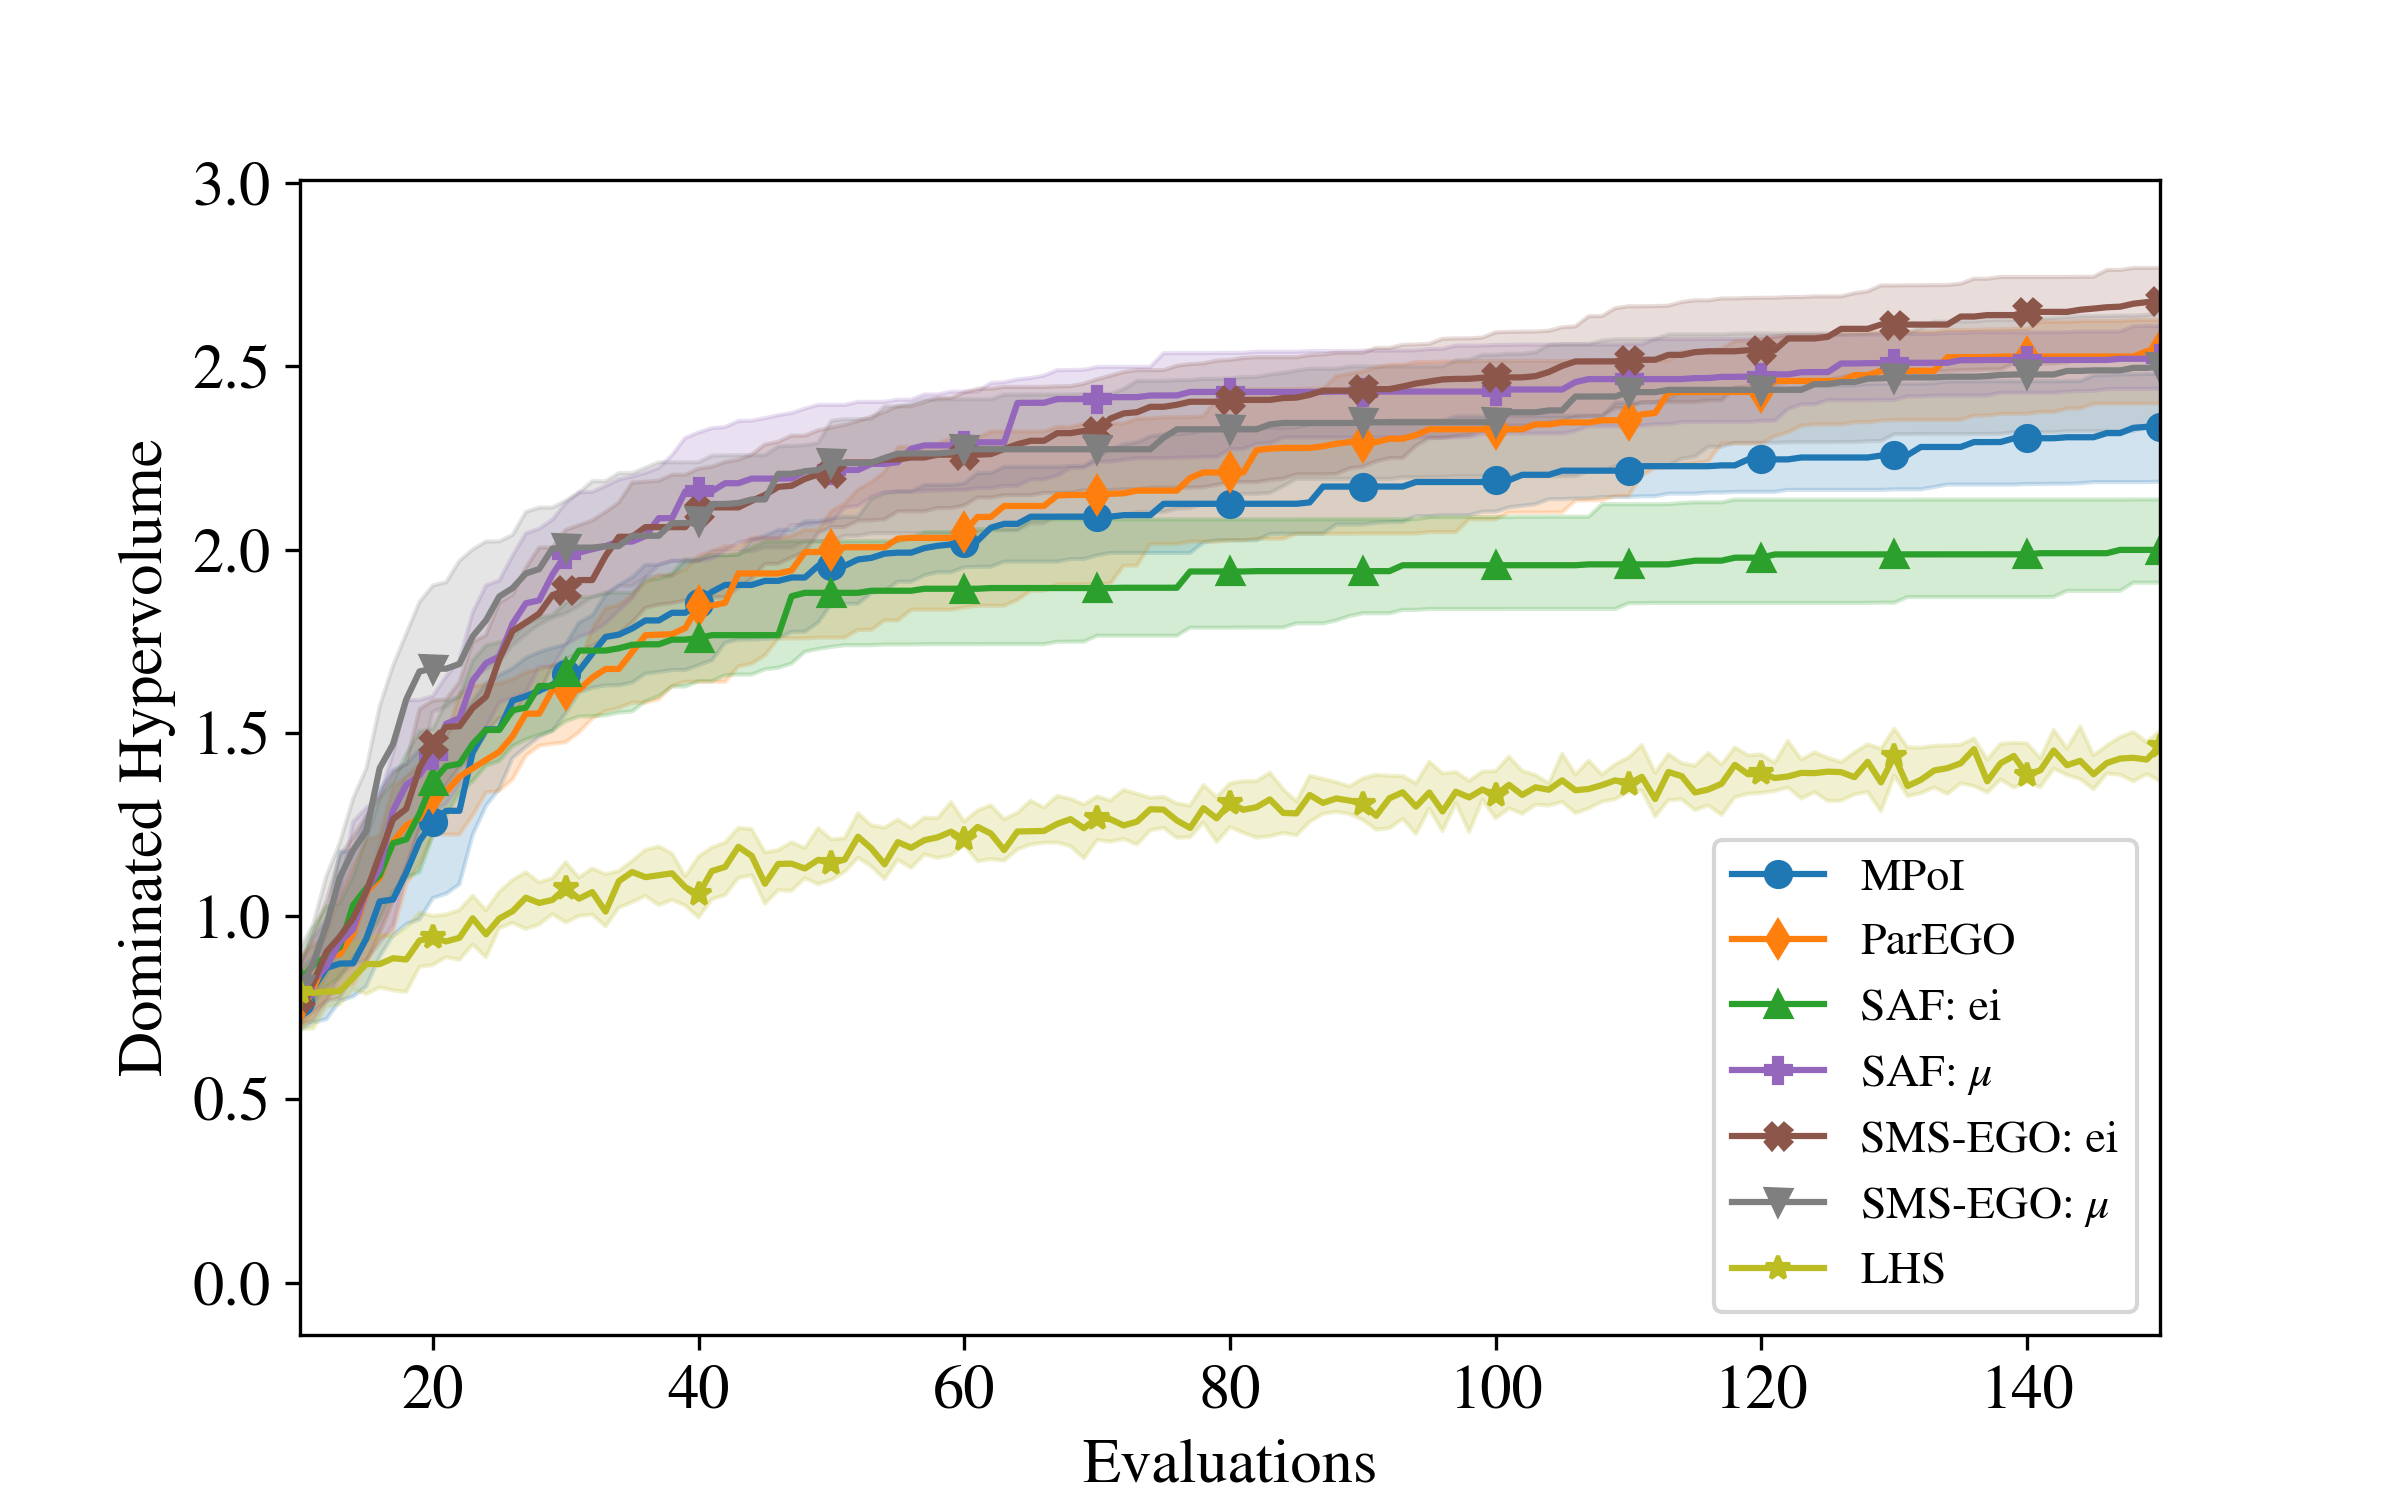 3.0
2.5
2.0
1.5
1.0
0.5
0.0
Dominated Hypervolume
MPoI
ParEGO
SAF: ei
SAF: μ
SMS-EGO: ei
SMS-EGO: μ
LHS
20 40 60 80 100 120 140
Evaluations